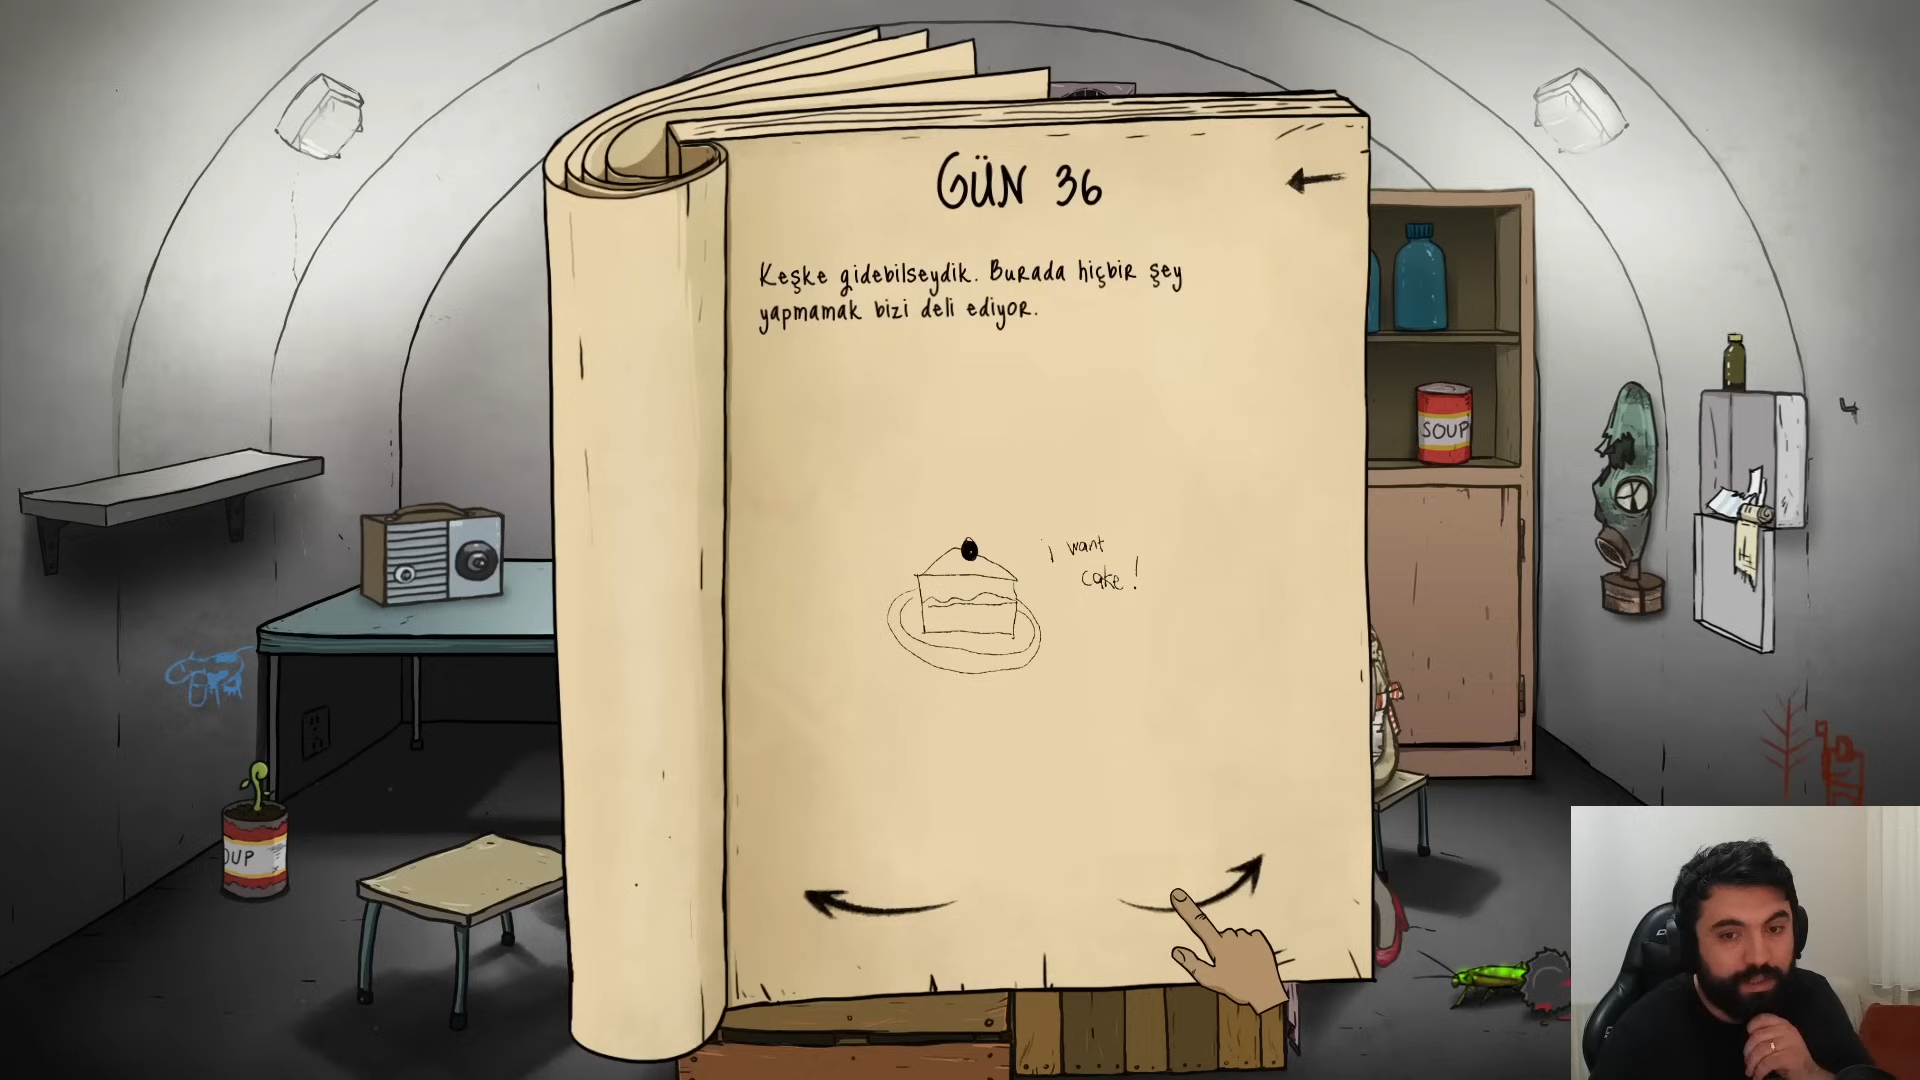 GÜN 36
Keşke gidebilseydik. Burada hiçbir şey
yapmamak bizi deli ediyor.
i want
cake!
SOUP
OUP